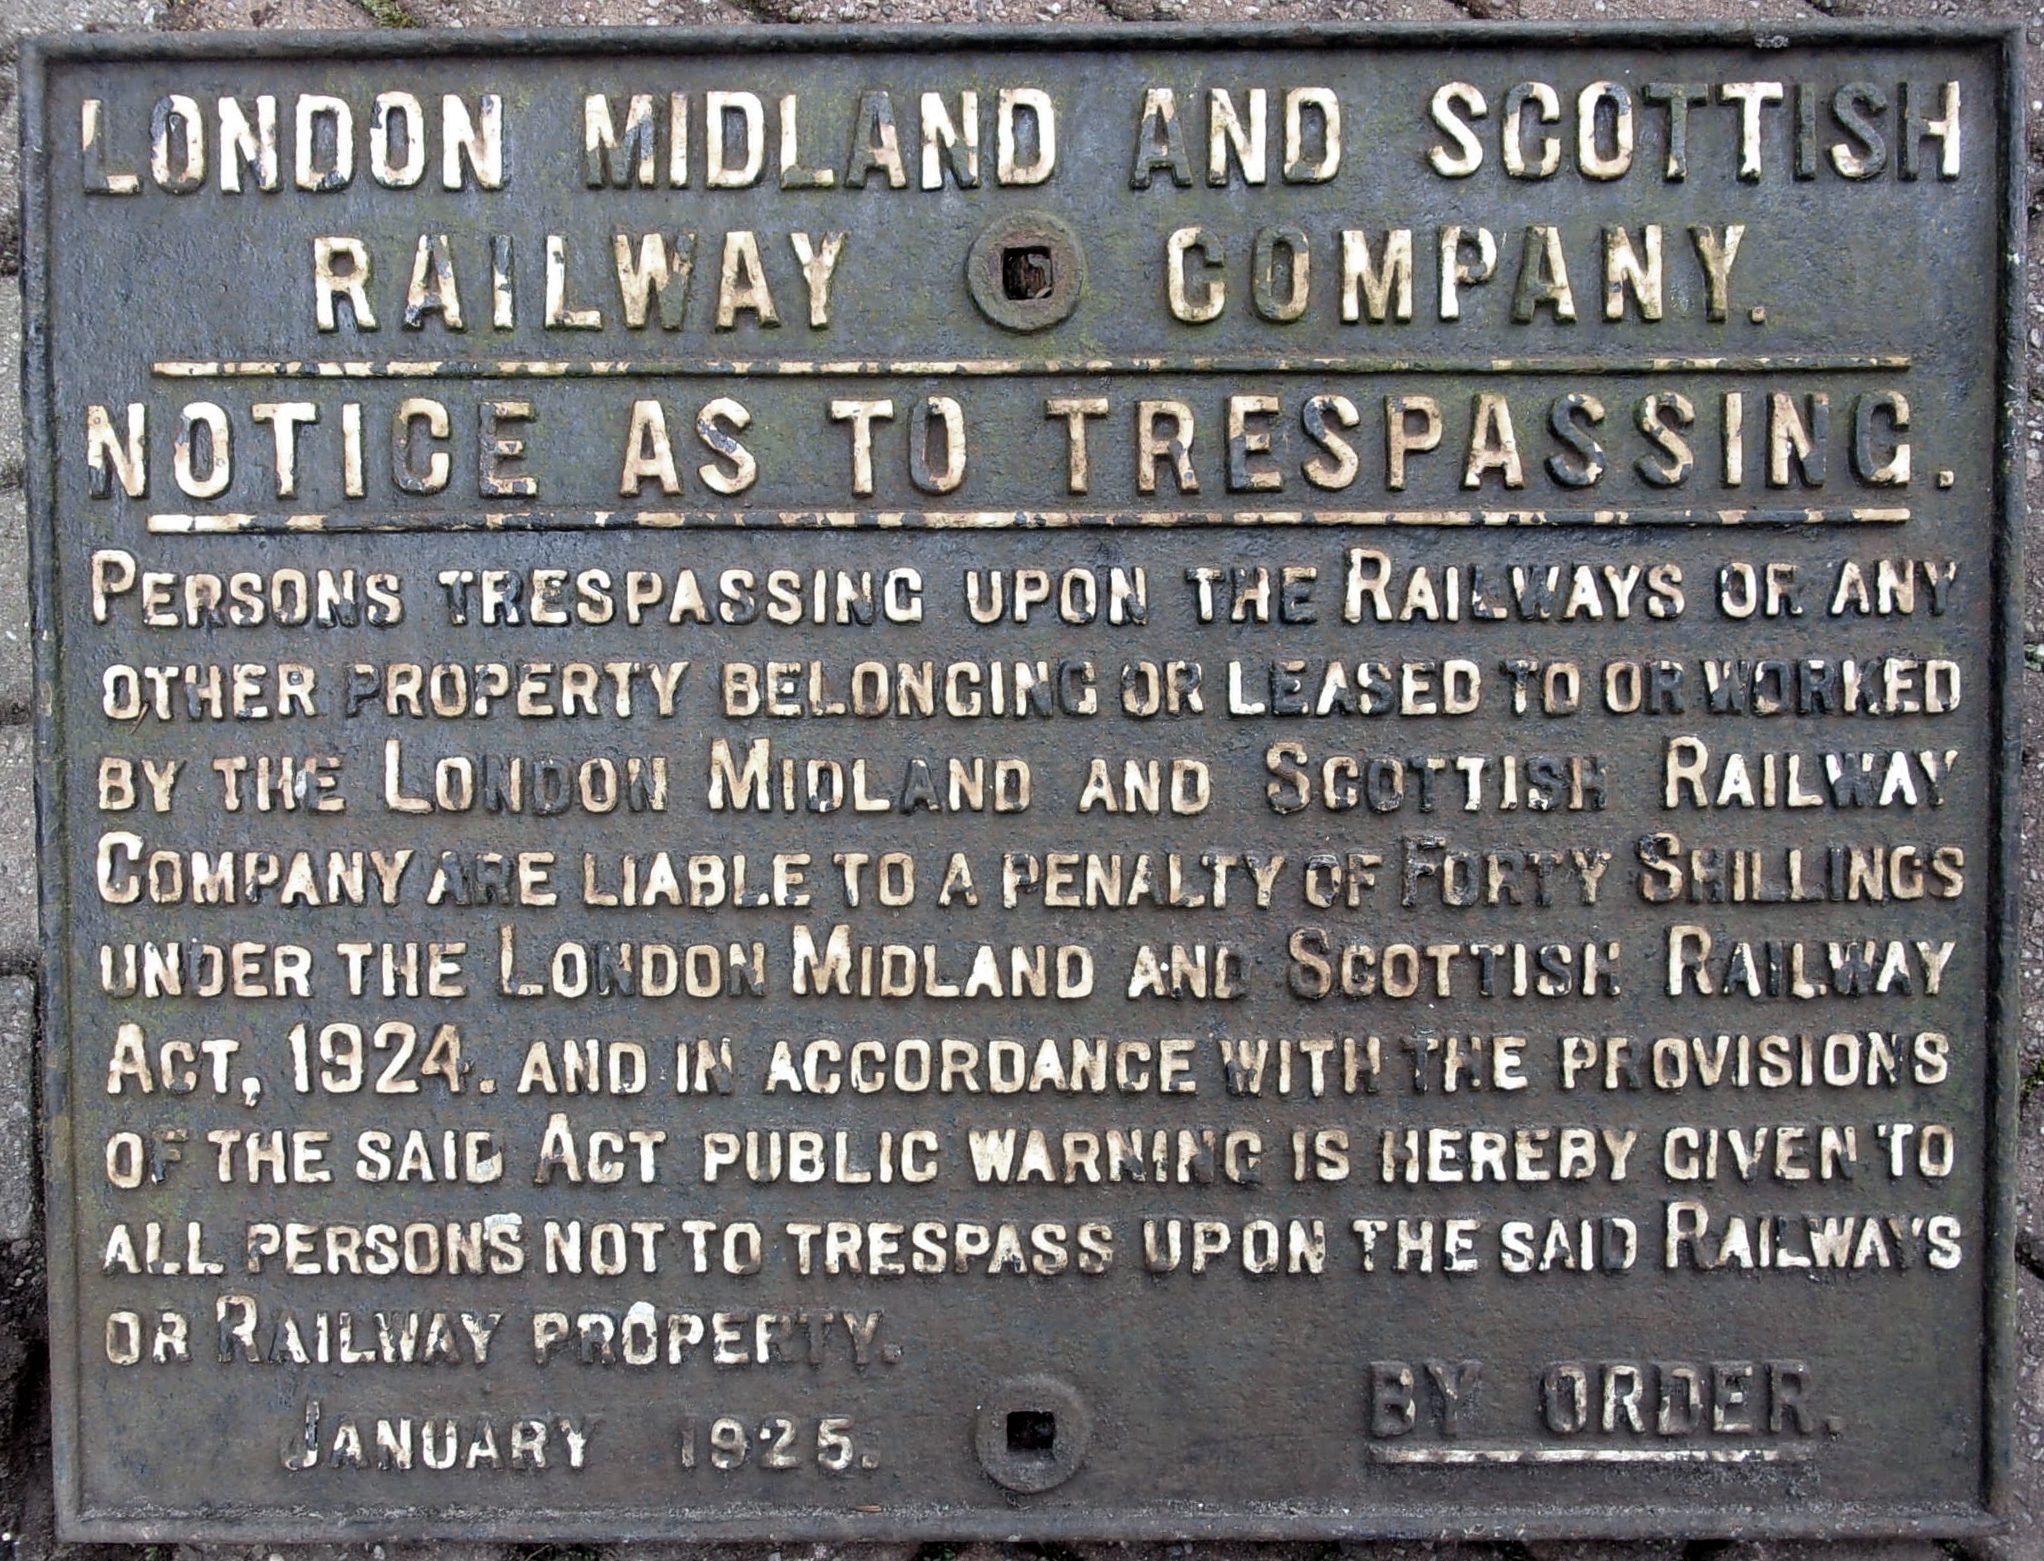 LONDON MIDLAND AND SCOTTISH
RAILWAY COMPANY.
NOTICE AS TO TRESPASSING.
PERSONS TRESPASSING UPON THE RAILWAYS OR ANY
OTHER PROPERTY BELONGING OR LEASED TO OR WORKED
BY THE LONDON MIDLAND AND SCOTTISH RAILWAY
COMPANY ARE LIABLE TO A PENALTY OF FORTY SHILLINGS
UNDER THE LONDON MIDLAND AND SCOTTISH RAILWAY
ACT, 1924. AND IN ACCORDANCE WITH THE PROVISIONS
OF THE SAID ACT PUBLIC WARNING IS HEREBY GIVEN TO
ALL PERSONS NOT TO TRESPASS UPON THE SAID RAILWAYS
OR RAILWAY PROPERTY.
BY ORDER.
JANUARY 1925.